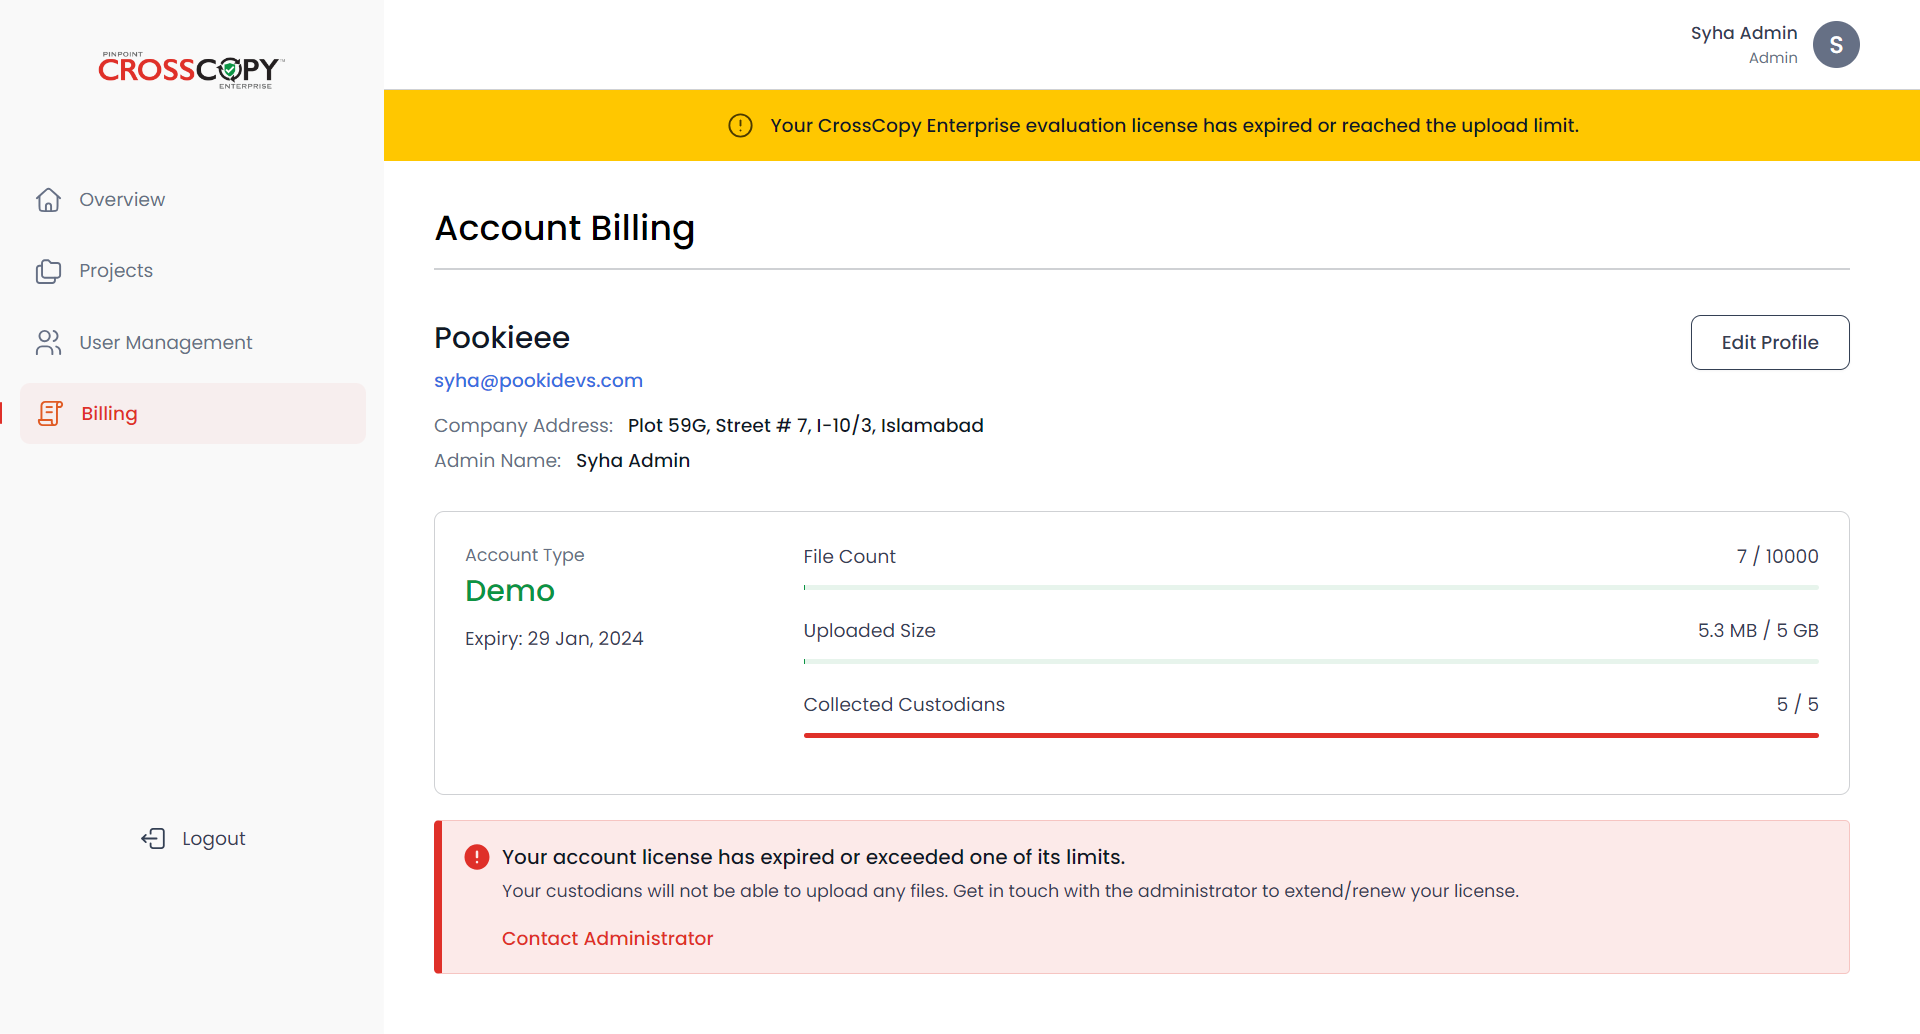 PINPOINT
CROSSCOPY™
ENTERPRISE
Overview
Projects
User Management
Billing
Logout
Syha Admin
Admin
S
Your CrossCopy Enterprise evaluation license has expired or reached the upload limit.
Account Billing
Pookieee
Edit Profile
syha@pookidevs.com
Company Address: Plot 59G, Street # 7, I-10/3, Islamabad
Admin Name: Syha Admin
Account Type
Demo
Expiry: 29 Jan, 2024
File Count 7 / 10000
Uploaded Size 5.3 MB / 5 GB
Collected Custodians 5 / 5
Your account license has expired or exceeded one of its limits.
Your custodians will not be able to upload any files. Get in touch with the administrator to extend/renew your license.
Contact Administrator